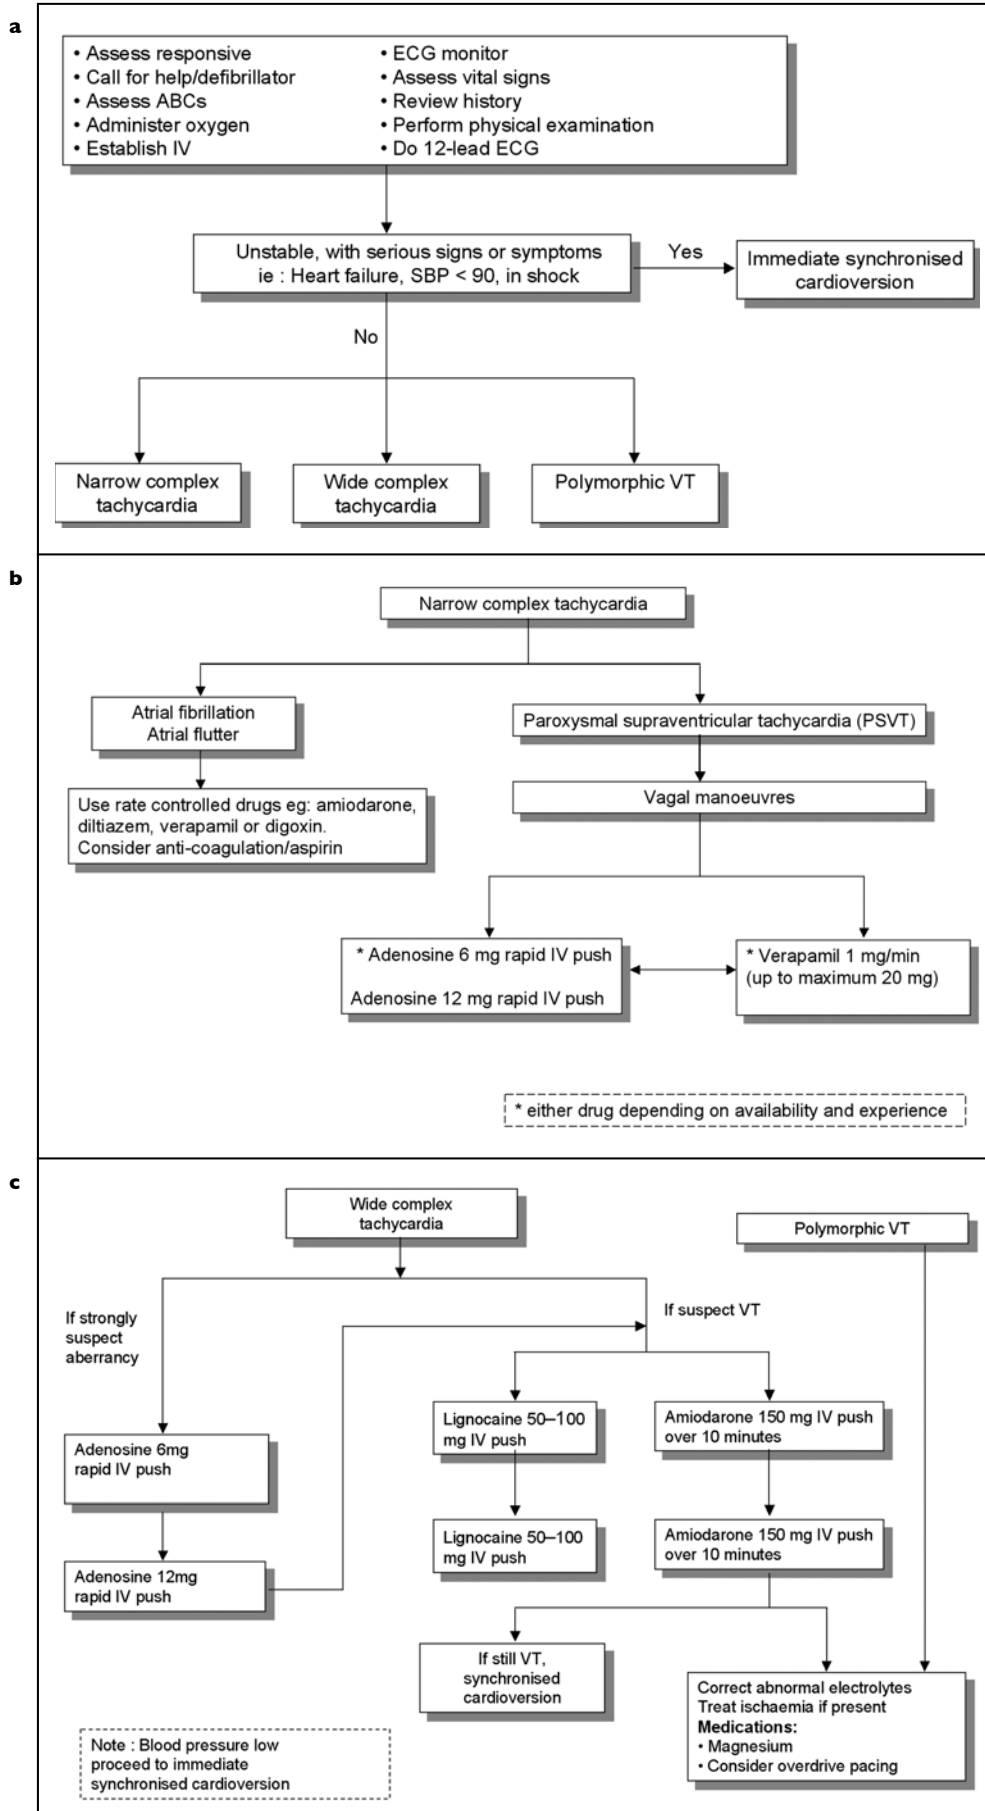 a
• Assess responsive
• Call for help/defibrillator
• Assess ABCs
• Administer oxygen
• Establish IV
• ECG monitor
• Assess vital signs
• Review history
• Perform physical examination
• Do 12-lead ECG
Unstable, with serious signs or symptoms
ie : Heart failure, SBP < 90, in shock
Yes
Immediate synchronised
cardioversion
No
Narrow complex
tachycardia
Wide complex
tachycardia
Polymorphic VT
b
Narrow complex tachycardia
Atrial fibrillation
Atrial flutter
Paroxysmal supraventricular tachycardia (PSVT)
Use rate controlled drugs eg: amiodarone,
diltiazem, verapamil or digoxin.
Consider anti-coagulation/aspirin
Vagal manoeuvres
* Adenosine 6 mg rapid IV push
Adenosine 12 mg rapid IV push
* Verapamil 1 mg/min
(up to maximum 20 mg)
* either drug depending on availability and experience
c
Wide complex
tachycardia
Polymorphic VT
If strongly
suspect
aberrancy
If suspect VT
Adenosine 6mg
rapid IV push
Adenosine 12mg
rapid IV push
Lignocaine 50–100
mg IV push
Amiodarone 150 mg IV push
over 10 minutes
Lignocaine 50–100
mg IV push
Amiodarone 150 mg IV push
over 10 minutes
If still VT,
synchronised
cardioversion
Correct abnormal electrolytes
Treat ischaemia if present
Medications:
• Magnesium
• Consider overdrive pacing
Note : Blood pressure low
proceed to immediate
synchronised cardioversion